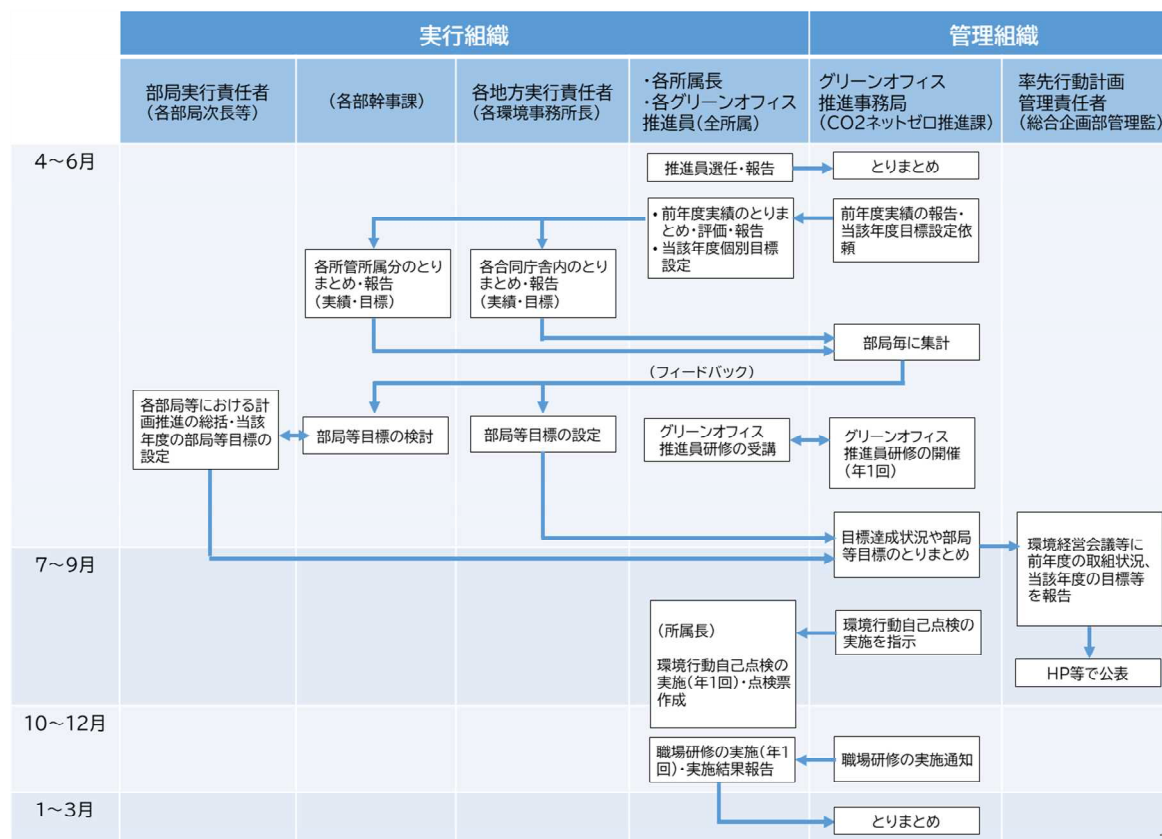 実行組織
管理組織
部局実行責任者
(各部局次長等)
(各部幹事課)
各地方実行責任者
(各環境事務所長)
・各所属長
・各グリーンオフィス
推進員(全所属)
グリーンオフィス
推進事務局
(CO2ネットゼロ推進課)
率先行動計画
管理責任者
(総合企画部管理監)
4～6月
推進員選任・報告
とりまとめ
• 前年度実績のとりま
とめ・評価・報告
• 当該年度個別目標
設定
前年度実績の報告・
当該年度目標設定依
頼
各所管所属分のとり
まとめ・報告
(実績・目標)
各合同庁舎内のとり
まとめ・報告
(実績・目標)
部局毎に集計
(フィードバック)
各部局等における計
画推進の総括・当該
年度の部局等目標の
設定
部局等目標の検討
部局等目標の設定
グリーンオフィス
推進員研修の受講
グリーンオフィス
推進員研修の開催
(年1回)
目標達成状況や部局
等目標のとりまとめ
環境経営会議等に
前年度の取組状況、
当該年度の目標等
を報告
7～9月
(所属長)
環境行動自己点検の
実施(年1回)・点検票
作成
環境行動自己点検の
実施を指示
HP等で公表
10～12月
職場研修の実施(年1
回)・実施結果報告
職場研修の実施通知
1～3月
とりまとめ